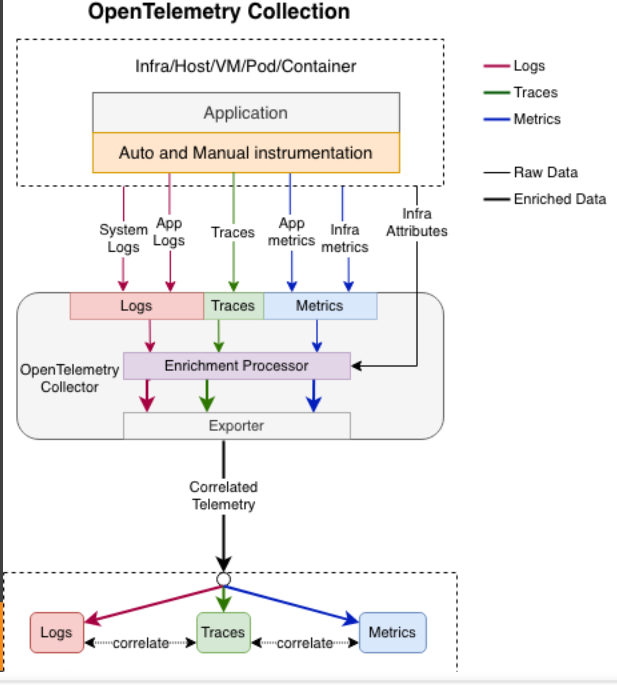 OpenTelemetry Collection
Infra/Host/VM/Pod/Container
Application
Auto and Manual instrumentation
Logs
Traces
Metrics
Raw Data
Enriched Data
System
Logs
App
Logs
Traces
App
metrics
Infra
metrics
Infra
Attributes
Logs
Traces
Metrics
OpenTelemetry
Collector
Enrichment Processor
Exporter
Correlated
Telemetry
Logs
correlate
Traces
correlate
Metrics